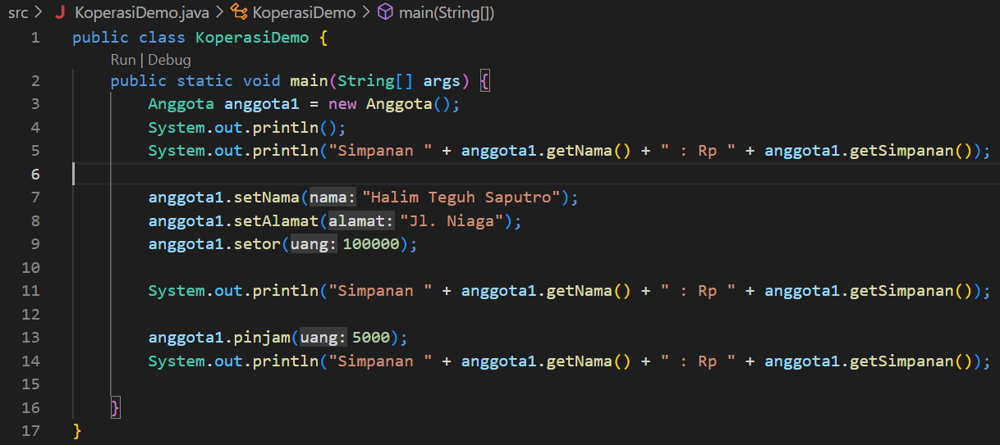 src > KoperasiDemo.java > KoperasiDemo > main(String[])
1 public class KoperasiDemo {
Run | Debug
2 public static void main(String[] args) {
3 Anggota anggota1 = new Anggota();
4 System.out.println();
5 System.out.println("Simpanan " + anggota1.getNama() + " : Rp " + anggota1.getSimpanan());
6
7 anggota1.setNama(nama: "Halim Teguh Saputro");
8 anggota1.setAlamat(alamat: "Jl. Niaga");
9 anggota1.setor(uang: 100000);
10
11 System.out.println("Simpanan " + anggota1.getNama() + " : Rp " + anggota1.getSimpanan());
12
13 anggota1.pinjam(uang: 5000);
14 System.out.println("Simpanan " + anggota1.getNama() + " : Rp " + anggota1.getSimpanan());
15
16 }
17 }